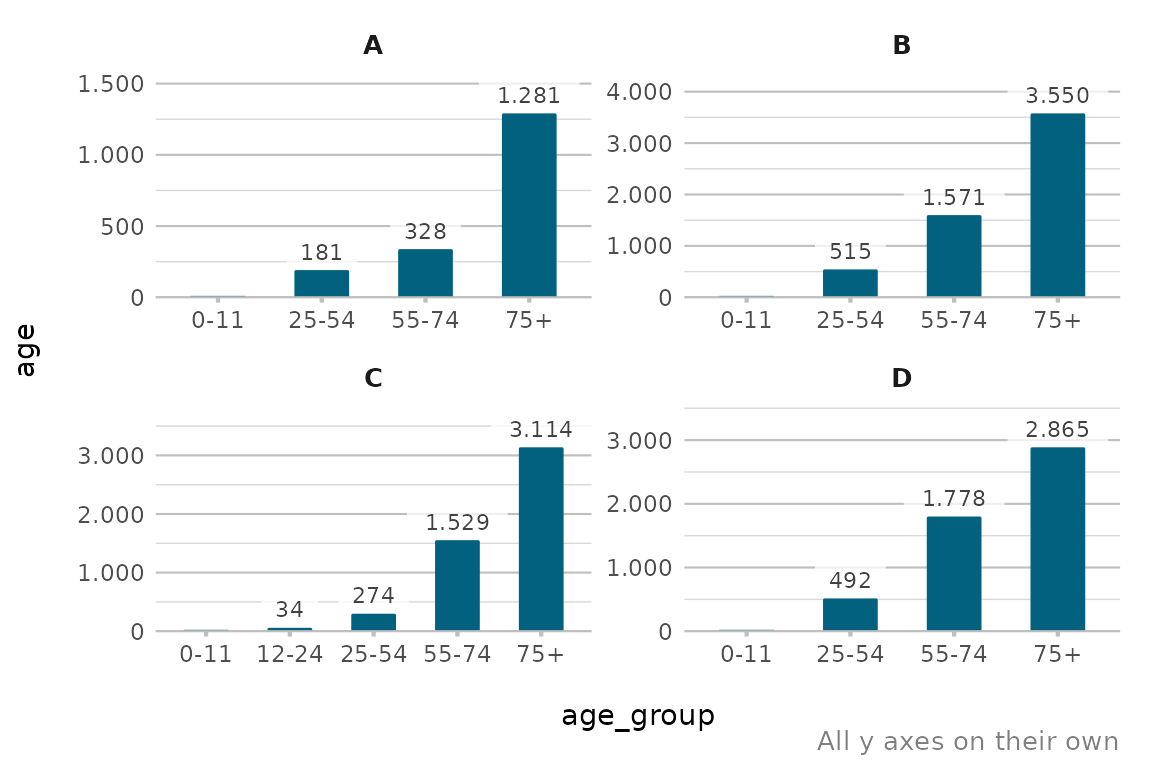 A
1.500
1.000
500
0
1.281
328
181
0-11 25-54 55-74 75+
B
4.000
3.000
2.000
1.000
0
3.550
1.571
515
0-11 25-54 55-74 75+
age
C
3.000
2.000
1.000
0
3.114
1.529
274
34
0-11 12-24 25-54 55-74 75+
D
3.000
2.000
1.000
0
2.865
1.778
492
0-11 25-54 55-74 75+
age_group
All y axes on their own